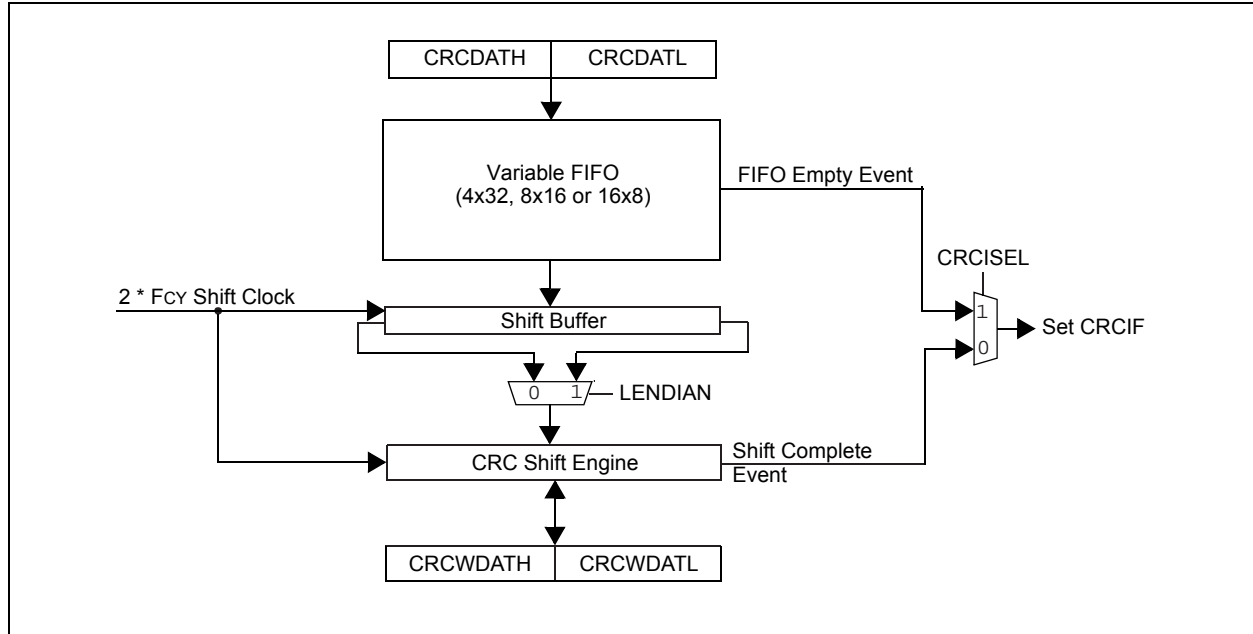 CRCDATH CRCDATL
Variable FIFO
(4x32, 8x16 or 16x8)
FIFO Empty Event
CRCISEL
2 * FCY Shift Clock
1
Set CRCIF
Shift Buffer
0
0 1
LENDIAN
CRC Shift Engine
Shift Complete
Event
CRCWDATH CRCWDATL